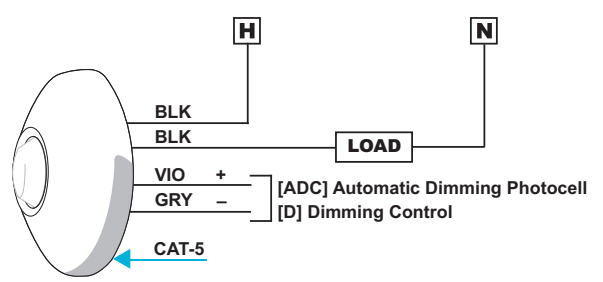 H
N
BLK
BLK
LOAD
VIO +
GRY –
[ADC] Automatic Dimming Photocell
[D] Dimming Control
CAT-5